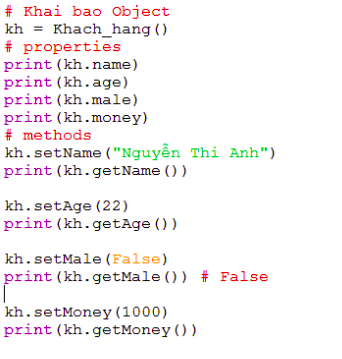 # Khai bao Object
kh = Khach_hang()
# properties
print(kh.name)
print(kh.age)
print(kh.male)
print(kh.money)
# methods
kh.setName("Nguyễn Thi Anh")
print(kh.getName())
kh.setAge(22)
print(kh.getAge())
kh.setMale(False)
print(kh.getMale()) # False
kh.setMoney(1000)
print(kh.getMoney())